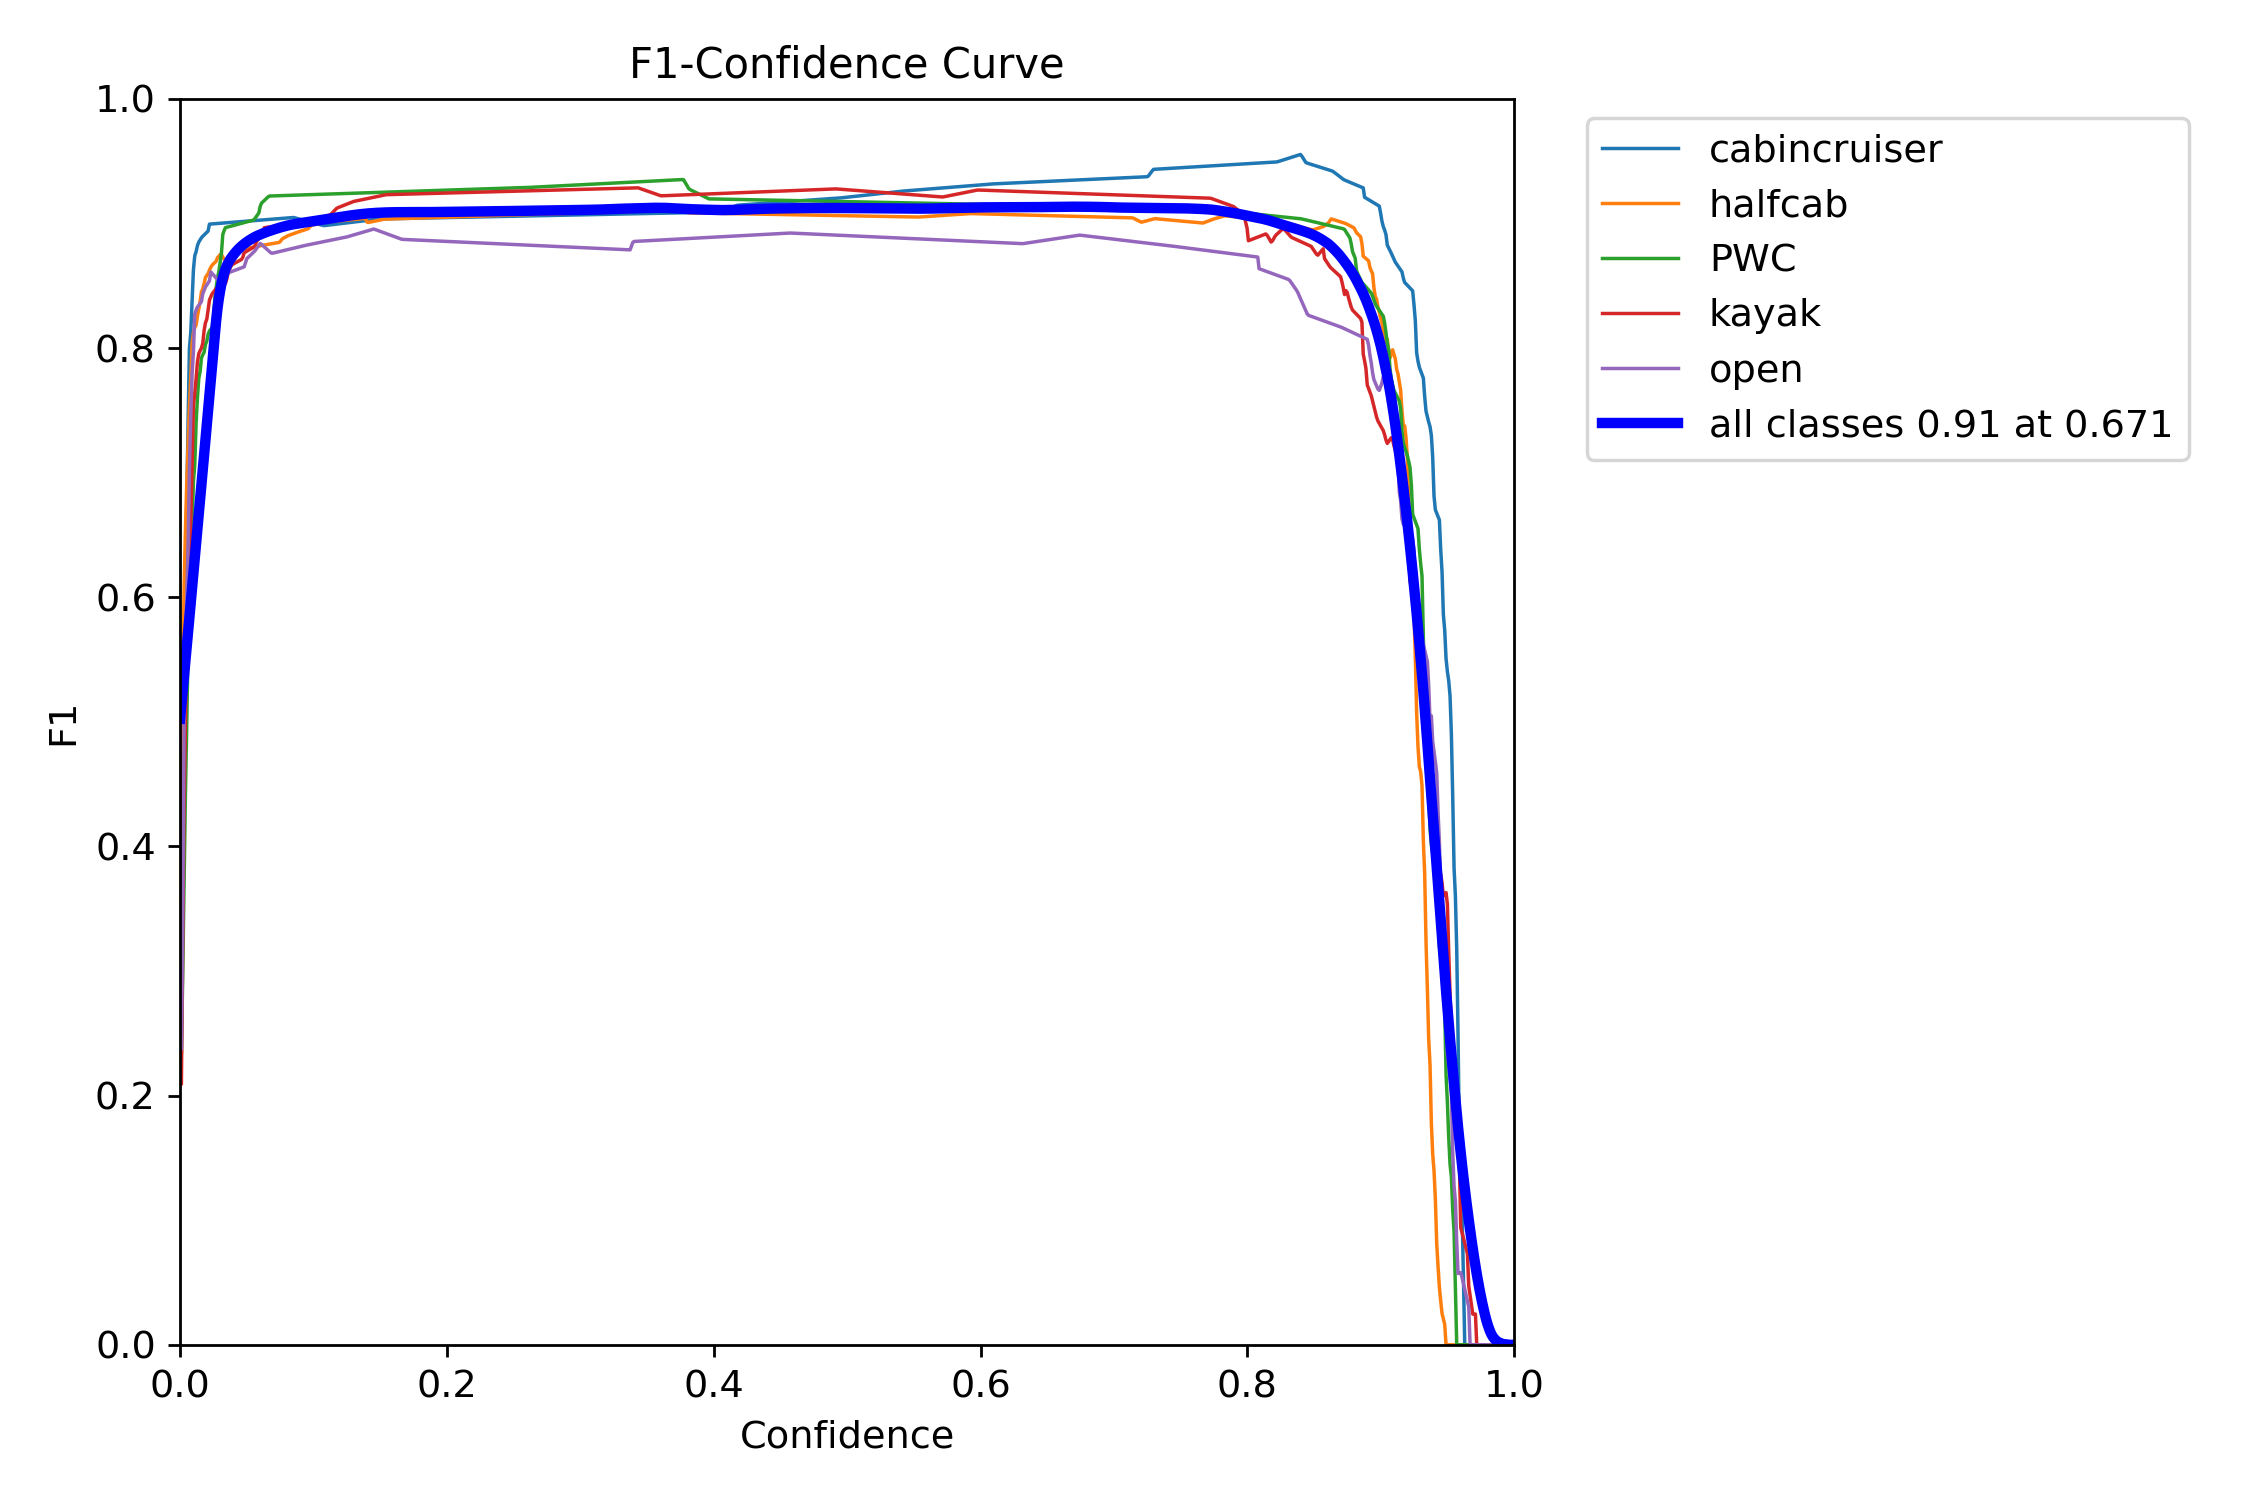 F1-Confidence Curve
1.0
0.8
0.6
0.4
0.2
0.0
F1
0.0 0.2 0.4 0.6 0.8 1.0
Confidence
cabincruiser
halfcab
PWC
kayak
open
all classes 0.91 at 0.671